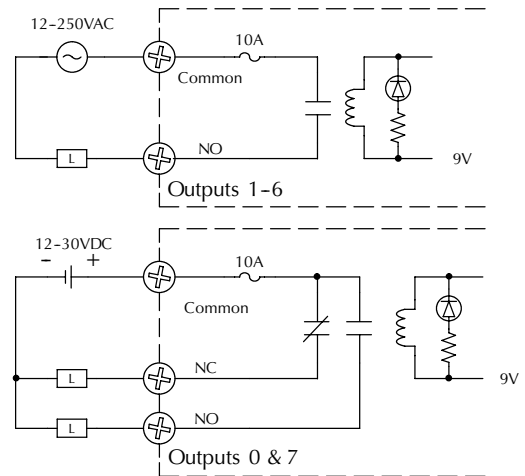 12-250VAC
10A
Common
L
NO
9V
Outputs 1-6
12-30VDC
- +
10A
Common
L
NC
9V
L
NO
Outputs 0 & 7